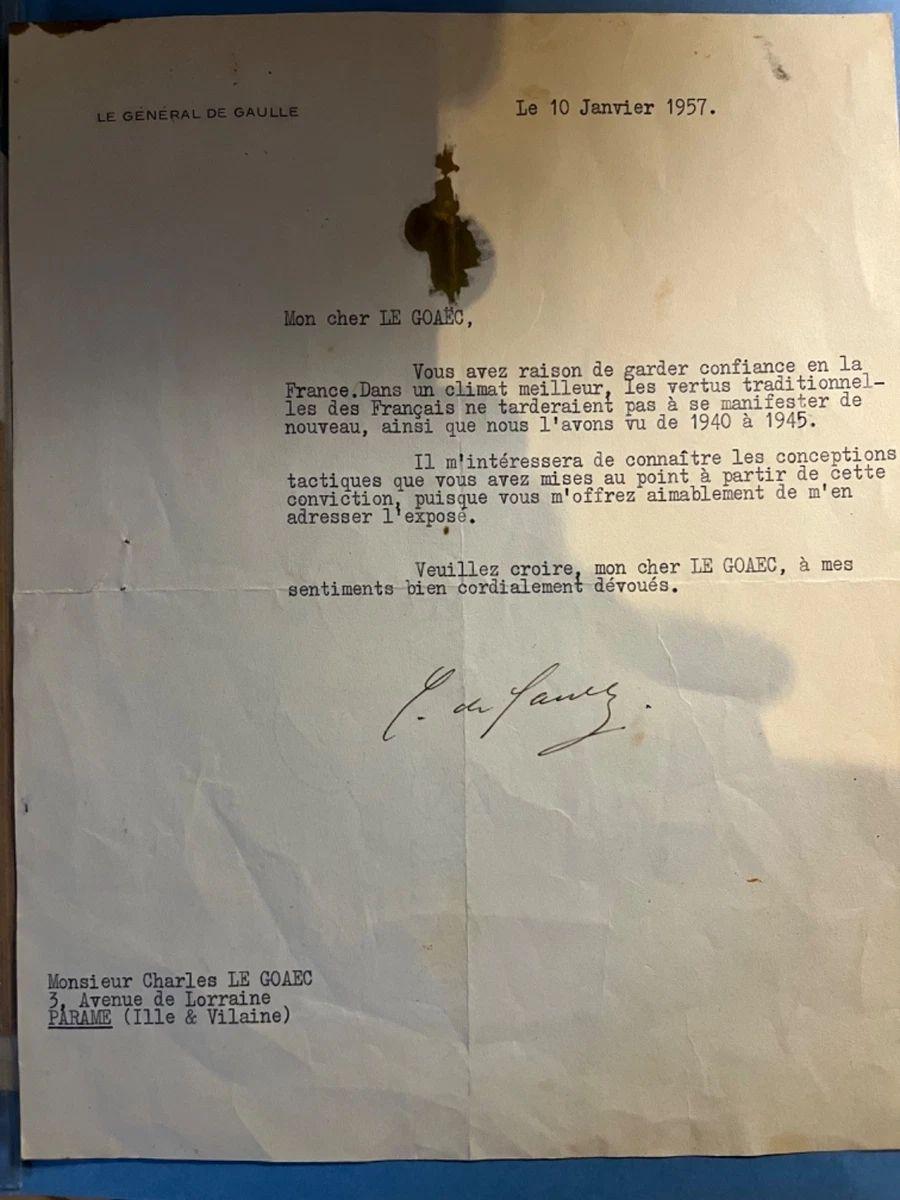 LE GÉNÉRAL DE GAULLE
Le 10 Janvier 1957.
Mon cher LE GOAËC,
Vous avez raison de garder confiance en la
France.Dans un climat meilleur, les vertus traditionnel-
les des Français ne tarderaient pas à se manifester de
nouveau, ainsi que nous l'avons vu de 1940 à 1945.
Il m'intéressera de connaître les conceptions
tactiques que vous avez mises au point à partir de cette
conviction, puisque vous m'offrez aimablement de m'en
adresser l'exposé.
Veuillez croire, mon cher LE GOAEC, à mes
sentiments bien cordialement dévoués.
C. de Gaulle.
Monsieur Charles LE GOAEC
3, Avenue de Lorraine
PARAME (Ille & Vilaine)